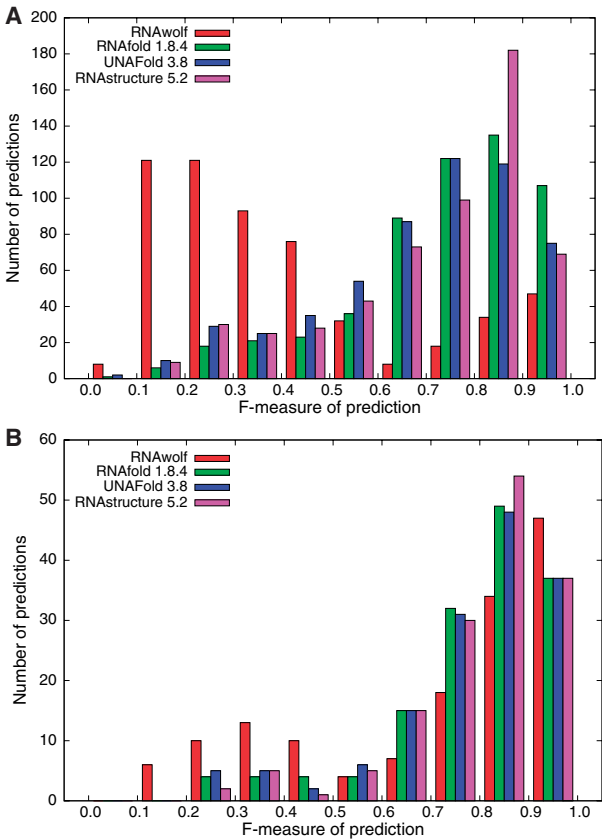 A
200
180
160
140
120
100
80
60
40
20
0
Number of predictions
RNAwolf
RNAfold 1.8.4
UNAFold 3.8
RNAstructure 5.2
0.0 0.1 0.2 0.3 0.4 0.5 0.6 0.7 0.8 0.9 1.0
F-measure of prediction
B
60
50
40
30
20
10
0
Number of predictions
RNAwolf
RNAfold 1.8.4
UNAFold 3.8
RNAstructure 5.2
0.0 0.1 0.2 0.3 0.4 0.5 0.6 0.7 0.8 0.9 1.0
F-measure of prediction